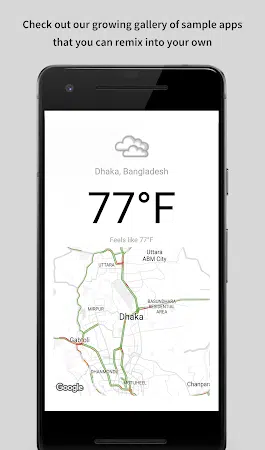 Check out our growing gallery of sample apps
that you can remix into your own
Dhaka, Bangladesh
77°F
Feels like 77°F
Uttara
ABM City
UTTARA
BASUNDHARA
RESIDENTIAL
AREA
MIRPUR
Dhaka
Gabtoli
DHANMONDI
MOTIJHEEL
Chanpar
Google